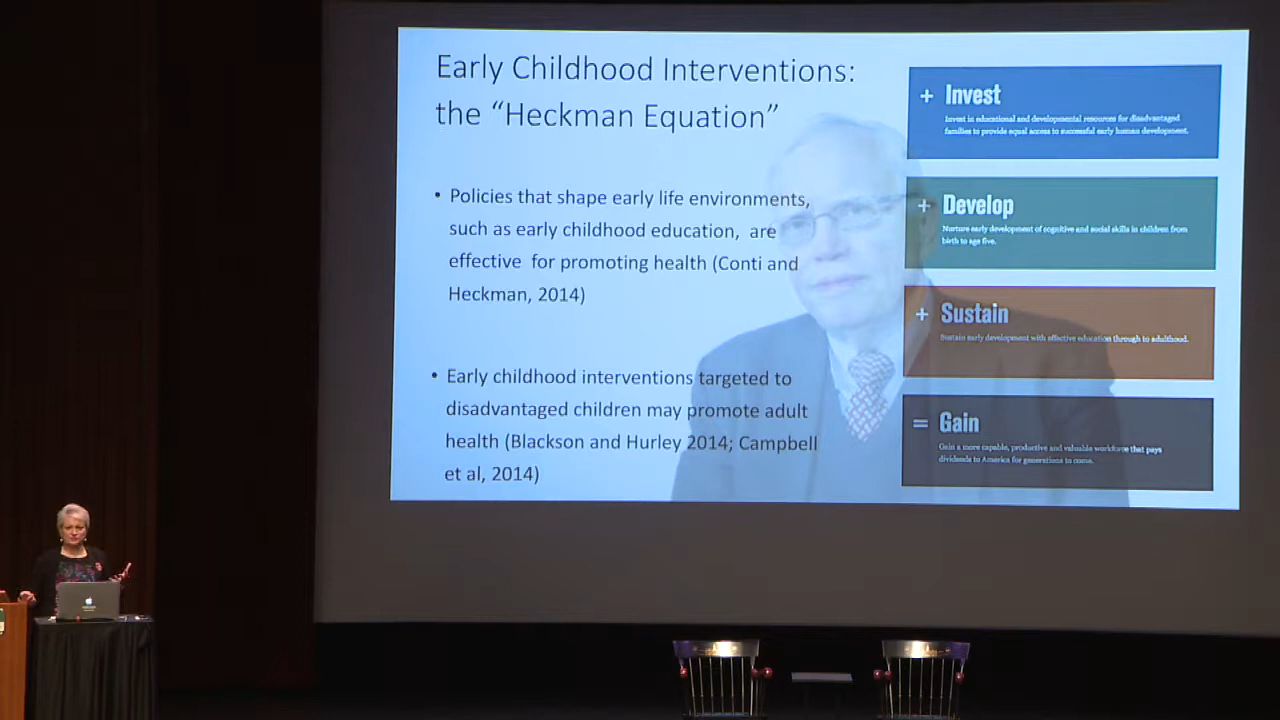 Early Childhood Interventions:
the “Heckman Equation”
• Policies that shape early life environments,
such as early childhood education, are
effective for promoting health (Conti and
Heckman, 2014)
• Early childhood interventions targeted to
disadvantaged children may promote adult
health (Blackson and Hurley 2014; Campbell
et al, 2014)
+ Invest
Invest in educational and developmental resources for disadvantaged
families to provide equal access to successful early human development.
+ Develop
Nurture early development of cognitive and social skills in children from
birth to age five.
+ Sustain
Sustain early development with effective education through to adulthood.
= Gain
Gain a more capable, productive and valuable workforce that pays
dividends to America for generations to come.